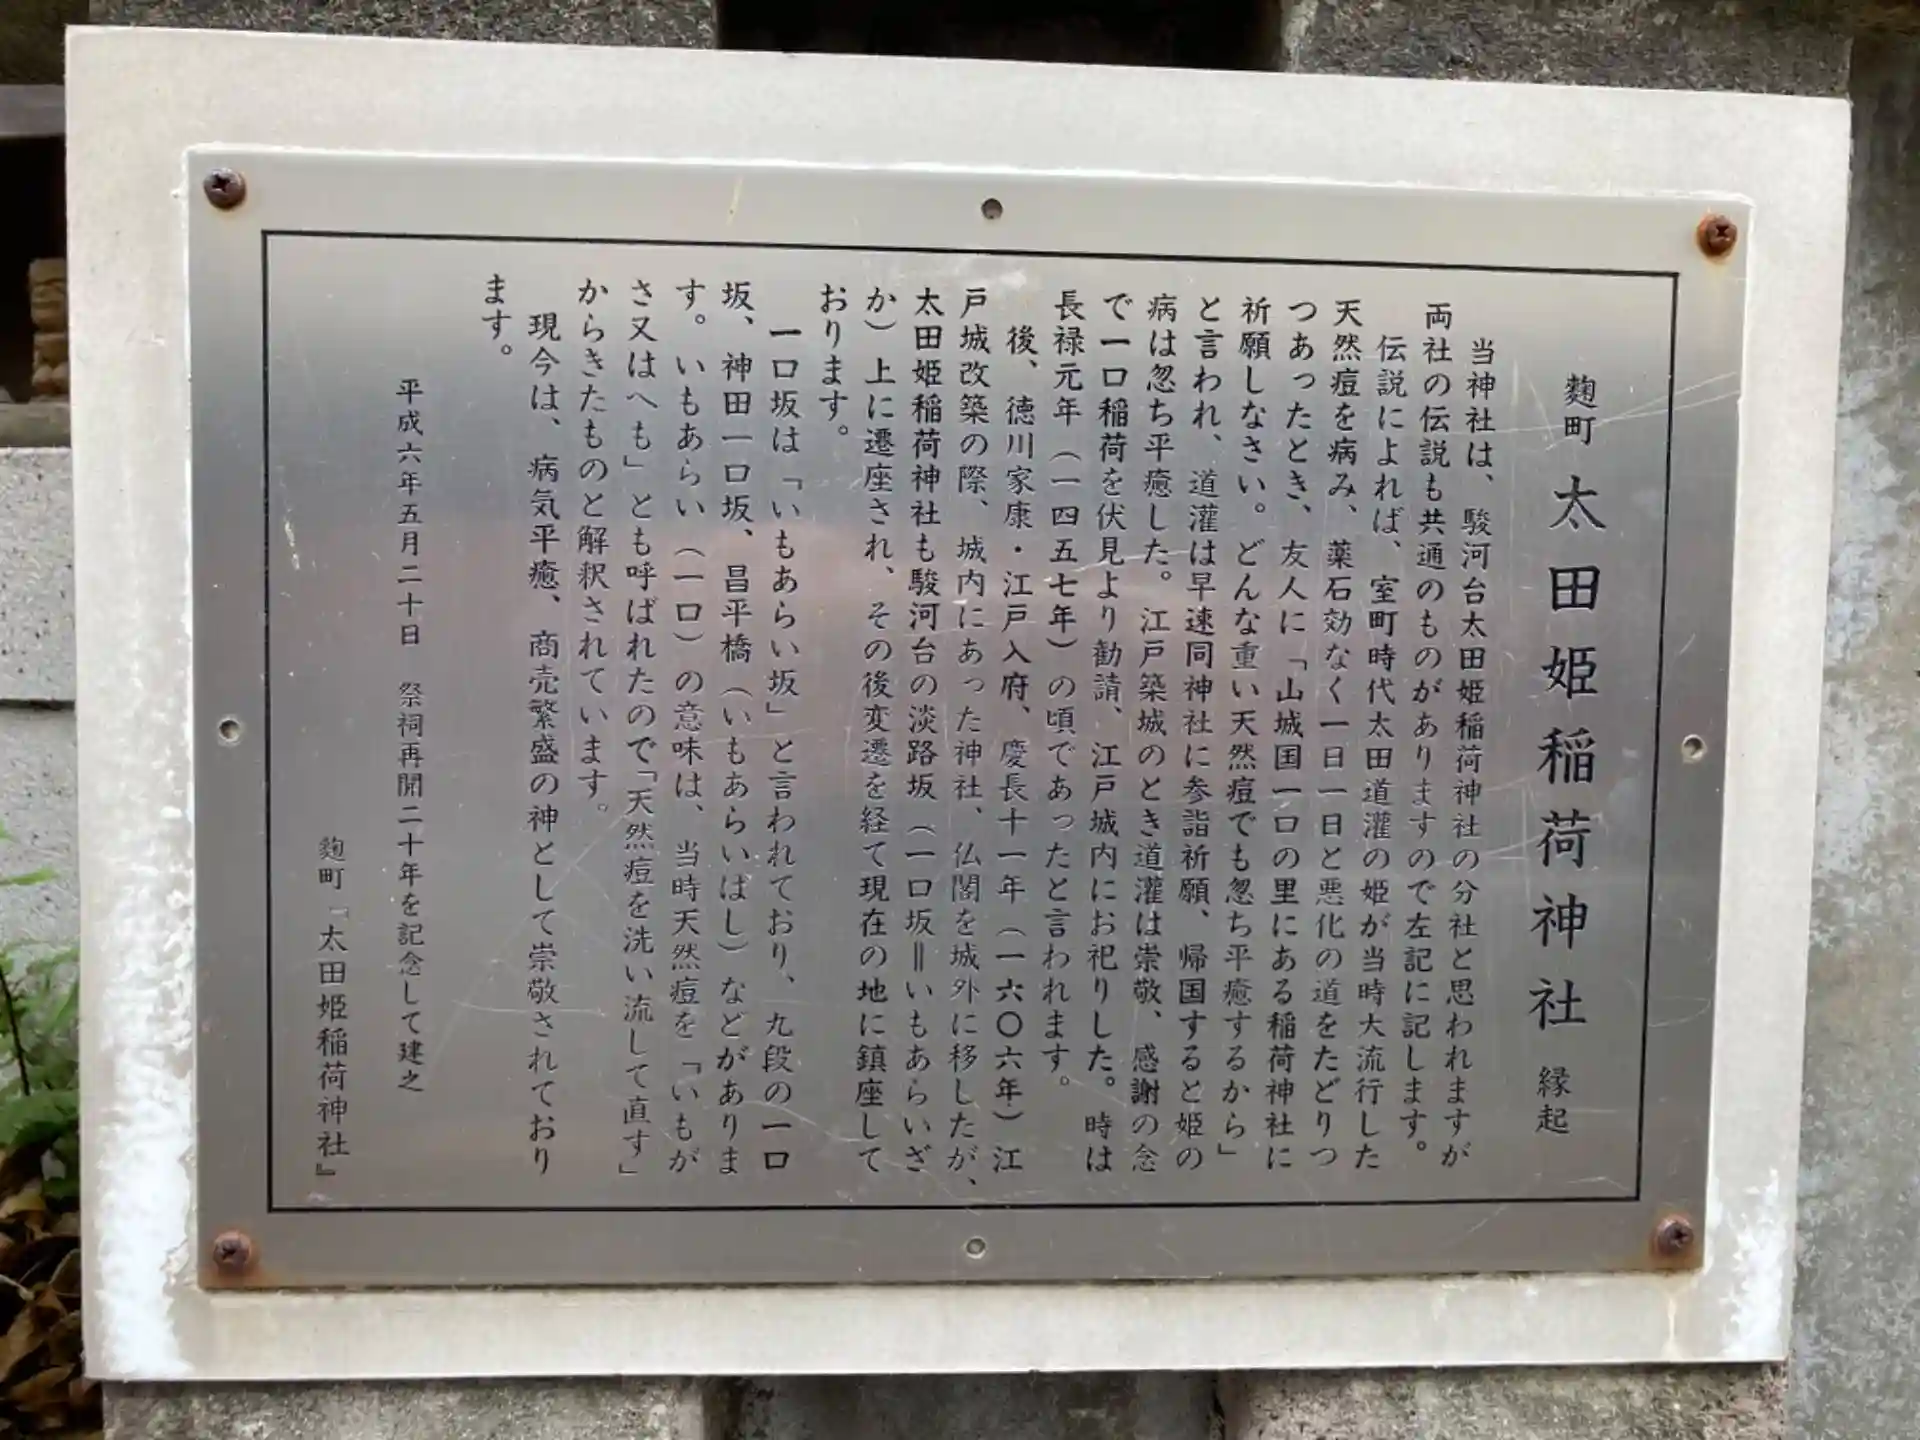 麴町 太田姫稲荷神社 縁起
当神社は、駿河台太田姫稲荷神社の分社と思われますが
両社の伝説も共通のものがありますので左記に記します。
伝説によれば、室町時代太田道灌の姫が当時大流行した
天然痘を病み、薬石効なく一日一日と悪化の道をたどりつ
つあったとき、友人に「山城国一口の里にある稲荷神社に
祈願しなさい。どんな重い天然痘でも忽ち平癒するから」
と言われ、道灌は早速同神社に参詣祈願、帰国すると姫の
病は忽ち平癒した。江戸築城のとき道灌は崇敬、感謝の念
で一口稲荷を伏見より勧請、江戸城内にお祀りした。時は
長禄元年（一四五七年）の頃であったと言われます。
後、徳川家康・江戸入府、慶長十一年（一六〇六年）江
戸城改築の際、城内にあった神社、仏閣を城外に移したが、
太田姫稲荷神社も駿河台の淡路坂（一口坂＝いもあらいざ
か）上に遷座され、その後変遷を経て現在の地に鎮座して
おります。
一口坂は「いもあらい坂」と言われており、九段の一口
坂、神田一口坂、昌平橋（いもあらいばし）などがありま
す。いもあらい（一口）の意味は、当時天然痘を「いもが
さ又はへも」とも呼ばれたので「天然痘を洗い流して直す」
からきたものと解釈されています。
現今は、病気平癒、商売繁盛の神として崇敬されており
ます。
平成六年五月二十日 祭祠再開二十年を記念して建之
麴町『太田姫稲荷神社』